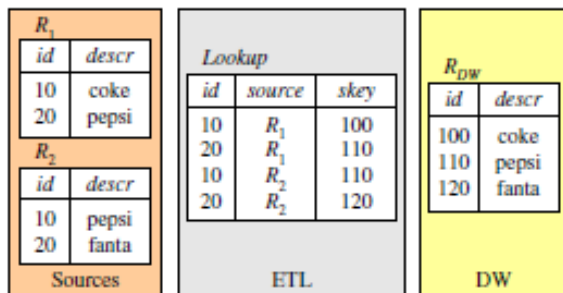 R1
id descr
10 coke
20 pepsi
R2
id descr
10 pepsi
20 fanta
Sources
Lookup
id source skey
10 R1 100
20 R1 110
10 R2 110
20 R2 120
ETL
RDW
id descr
100 coke
110 pepsi
120 fanta
DW